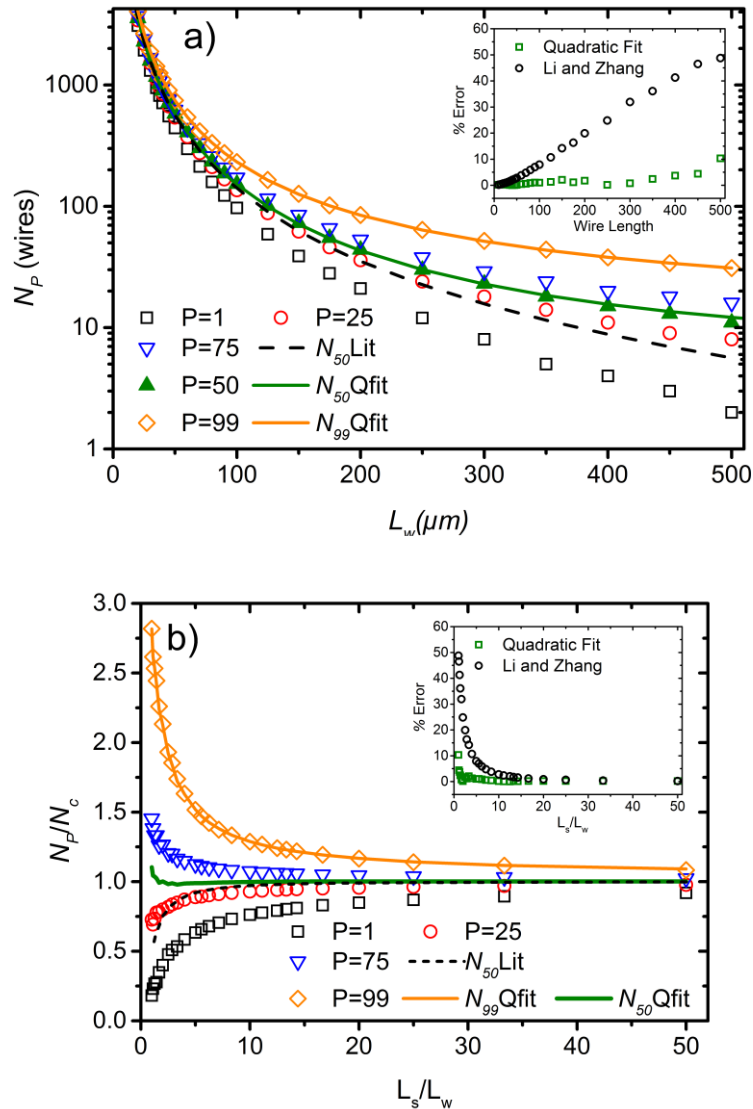 a)
60
50
40
30
20
10
0
% Error
Quadratic Fit
Li and Zhang
0 100 200 300 400 500
Wire Length
1000
100
10
1
N_P (wires)
P=1 P=25
P=75 N_50Lit
P=50 N_50Qfit
P=99 N_99Qfit
0 100 200 300 400 500
L_w(μm)
b)
60
50
40
30
20
10
0
% Error
Quadratic Fit
Li and Zhang
0 10 20 30 40 50
L_s/L_w
3.0
2.5
2.0
1.5
1.0
0.5
0.0
N_P/N_c
P=1 P=25
P=75 N_50Lit
P=99 N_99Qfit N_50Qfit
0 10 20 30 40 50
L_s/L_w